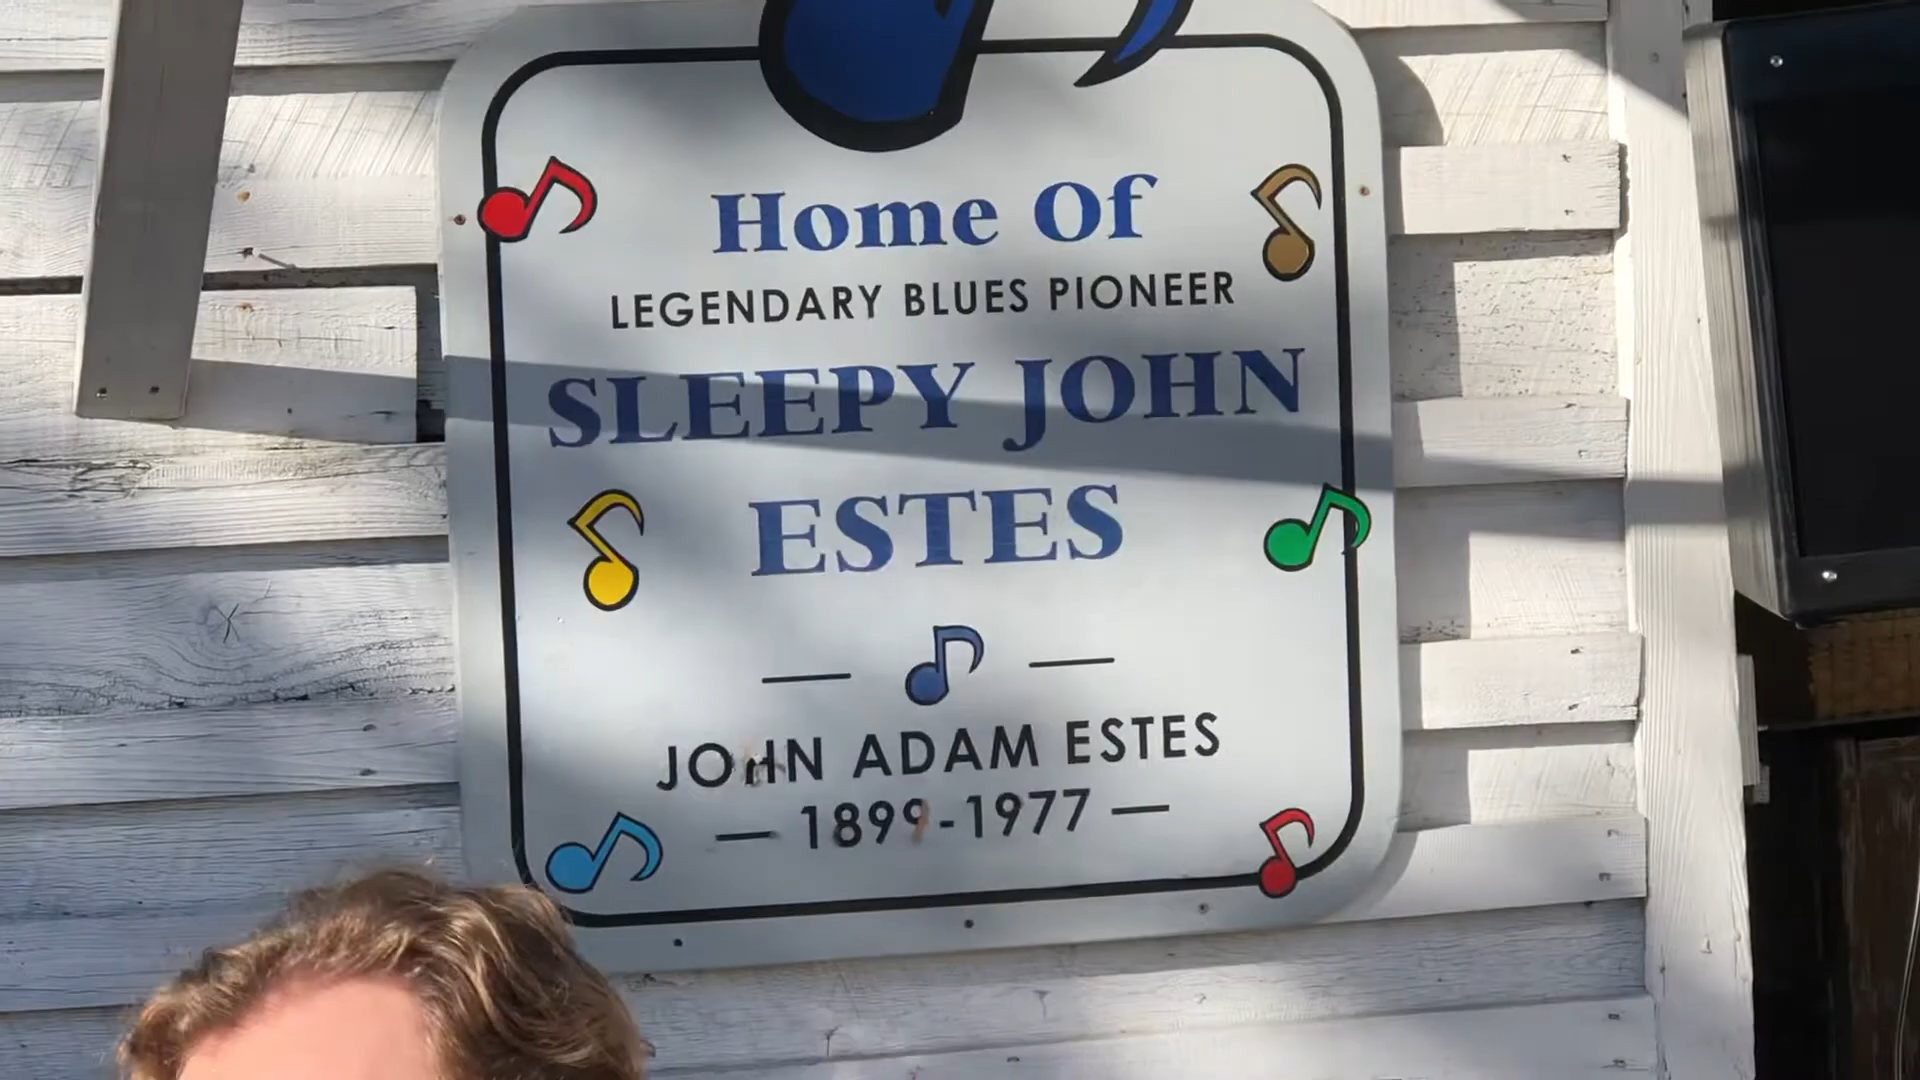 Home Of
LEGENDARY BLUES PIONEER
SLEEPY JOHN
ESTES
JOHN ADAM ESTES
— 1899-1977 —